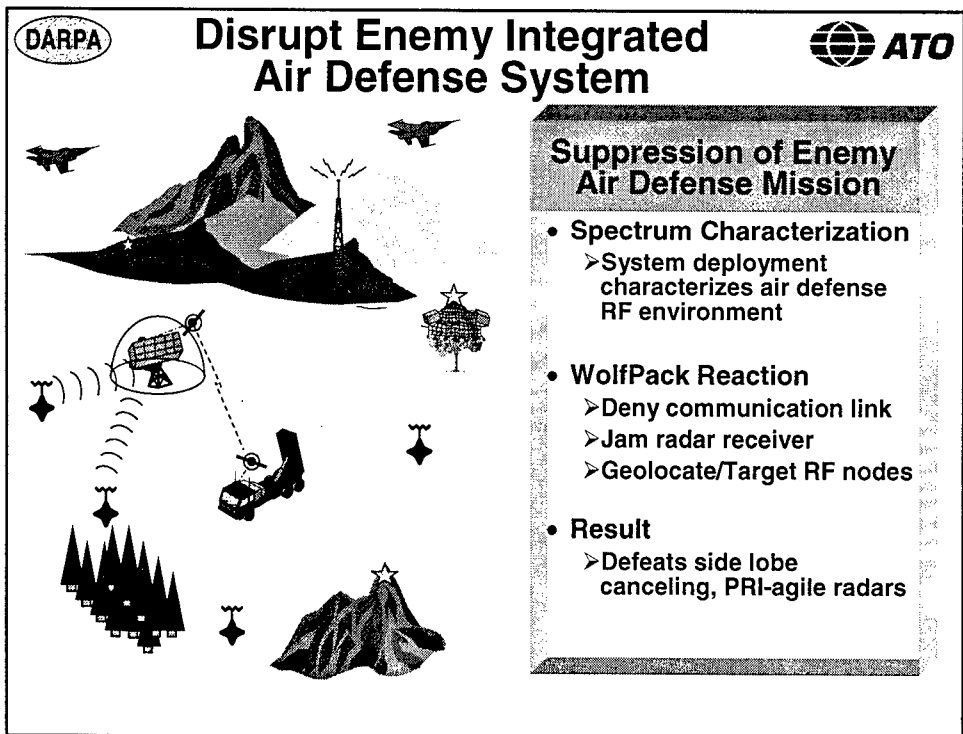 DARPA
Disrupt Enemy Integrated
Air Defense System
ATO
Suppression of Enemy
Air Defense Mission
• Spectrum Characterization
➢System deployment
characterizes air defense
RF environment
• WolfPack Reaction
➢Deny communication link
➢Jam radar receiver
➢Geolocate/Target RF nodes
• Result
➢Defeats side lobe
canceling, PRI-agile radars